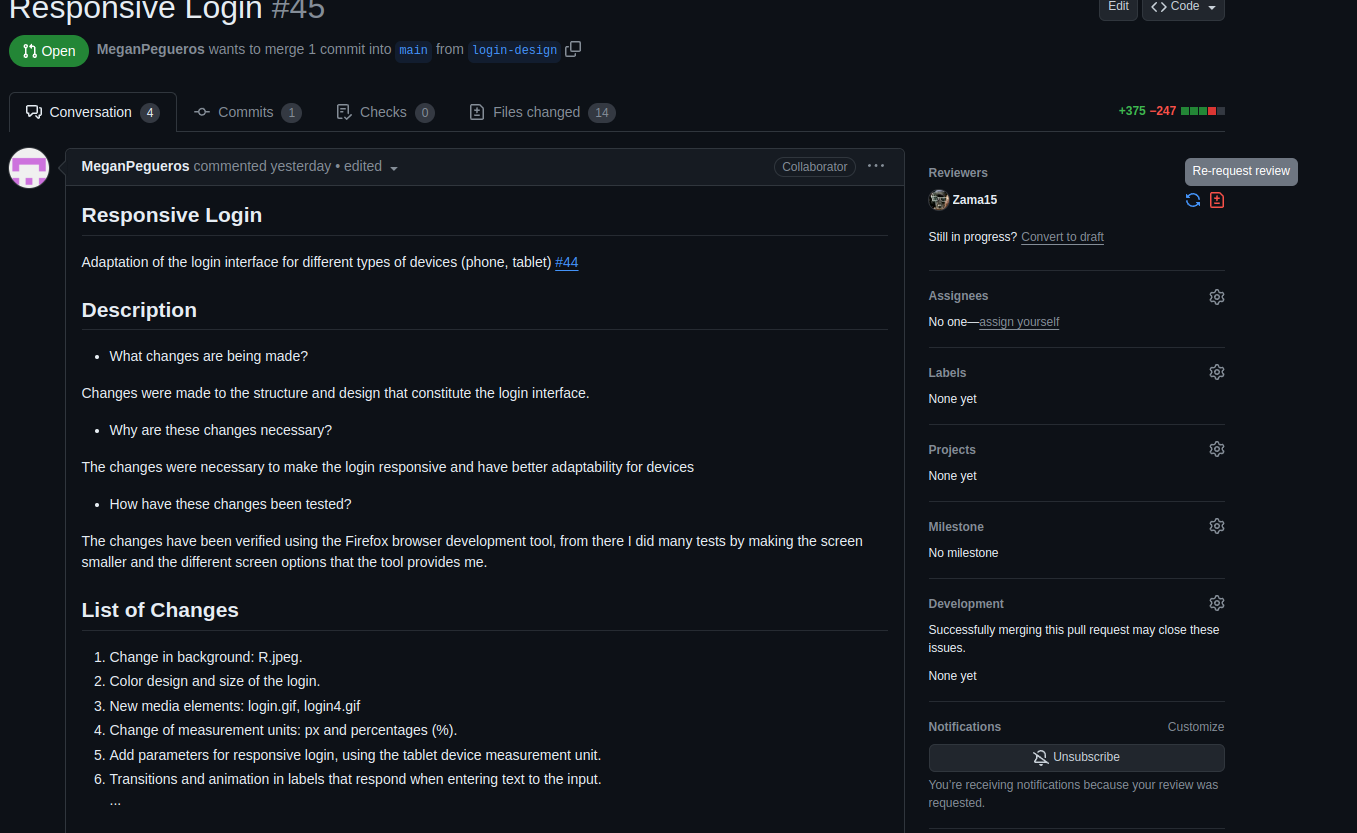 Responsive Login #45
Edit
Code
Open
MeganPegueros wants to merge 1 commit into main from login-design
Conversation 4
Commits 1
Checks 0
Files changed 14
+375 −247
MeganPegueros commented yesterday • edited
Collaborator
Responsive Login
Adaptation of the login interface for different types of devices (phone, tablet) #44
Description
• What changes are being made?
Changes were made to the structure and design that constitute the login interface.
• Why are these changes necessary?
The changes were necessary to make the login responsive and have better adaptability for devices
• How have these changes been tested?
The changes have been verified using the Firefox browser development tool, from there I did many tests by making the screen
smaller and the different screen options that the tool provides me.
List of Changes
1. Change in background: R.jpeg.
2. Color design and size of the login.
3. New media elements: login.gif, login4.gif
4. Change of measurement units: px and percentages (%).
5. Add parameters for responsive login, using the tablet device measurement unit.
6. Transitions and animation in labels that respond when entering text to the input.
...
Reviewers
Re-request review
Zama15
Still in progress? Convert to draft
Assignees
No one—assign yourself
Labels
None yet
Projects
None yet
Milestone
No milestone
Development
Successfully merging this pull request may close these
issues.
None yet
Notifications
Customize
Unsubscribe
You're receiving notifications because your review was
requested.